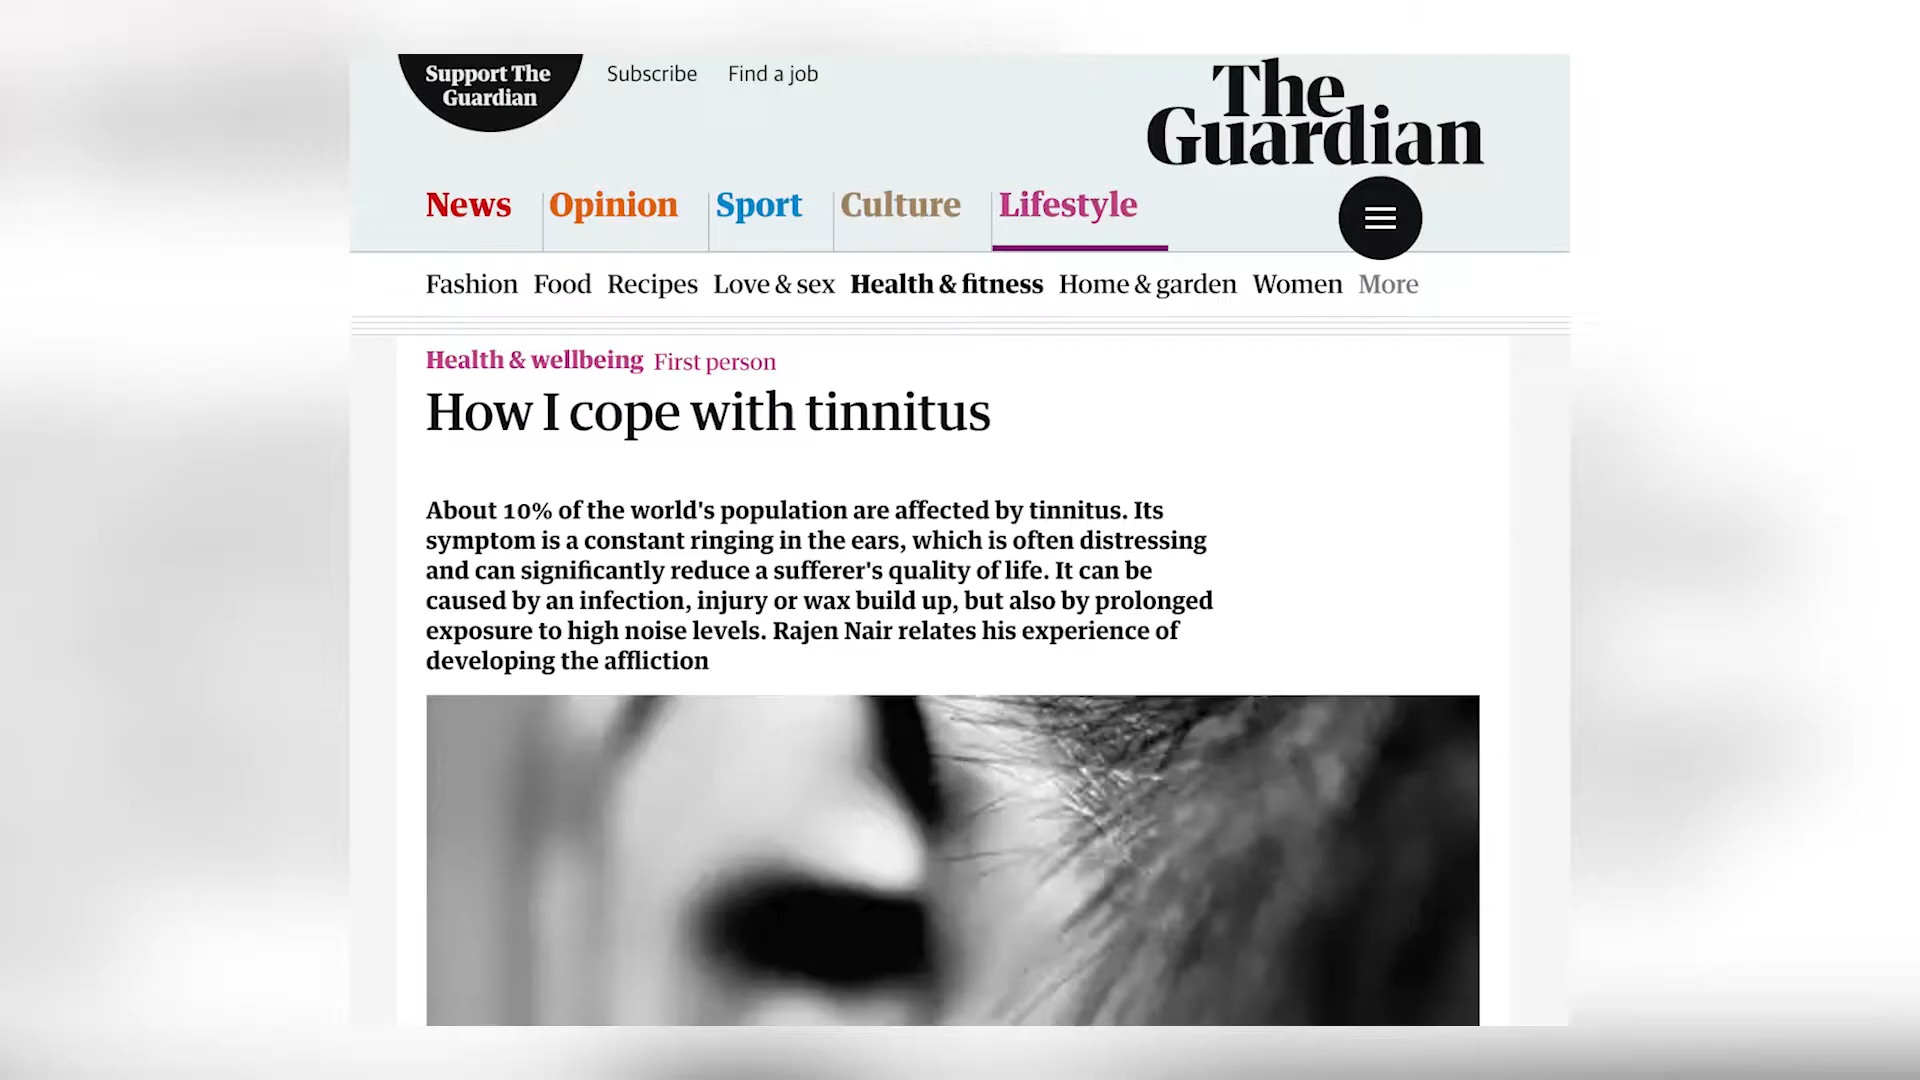 Support The
Guardian
Subscribe Find a job
The
Guardian
News Opinion Sport Culture Lifestyle
Fashion Food Recipes Love & sex Health & fitness Home & garden Women More
Health & wellbeing First person
How I cope with tinnitus
About 10% of the world's population are affected by tinnitus. Its
symptom is a constant ringing in the ears, which is often distressing
and can significantly reduce a sufferer's quality of life. It can be
caused by an infection, injury or wax build up, but also by prolonged
exposure to high noise levels. Rajen Nair relates his experience of
developing the affliction